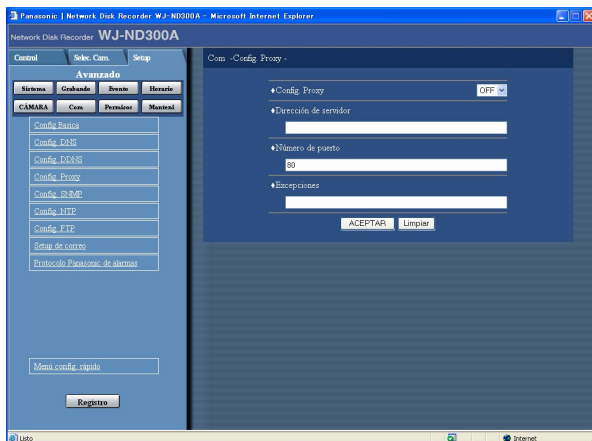 Panasonic | Network Disk Recorder WJ-ND300A - Microsoft Internet Explorer
Network Disk Recorder WJ-ND300A
Control Selec. Cam. Setup
Avanzado
Sistema Grabando Evento Horario
CÁMARA Com Permisos Manteni
Config Basica
Config. DNS
Config. DDNS
Config. Proxy
Config. SNMP
Config. NTP
Config. FTP
Setup de correo
Protocolo Panasonic de alarmas
Menú config. rápido
Registro
Com -Config. Proxy -
♦Config. Proxy OFF
♦Dirección de servidor
♦Número de puerto
80
♦Excepciones
ACEPTAR Limpiar
Listo Internet